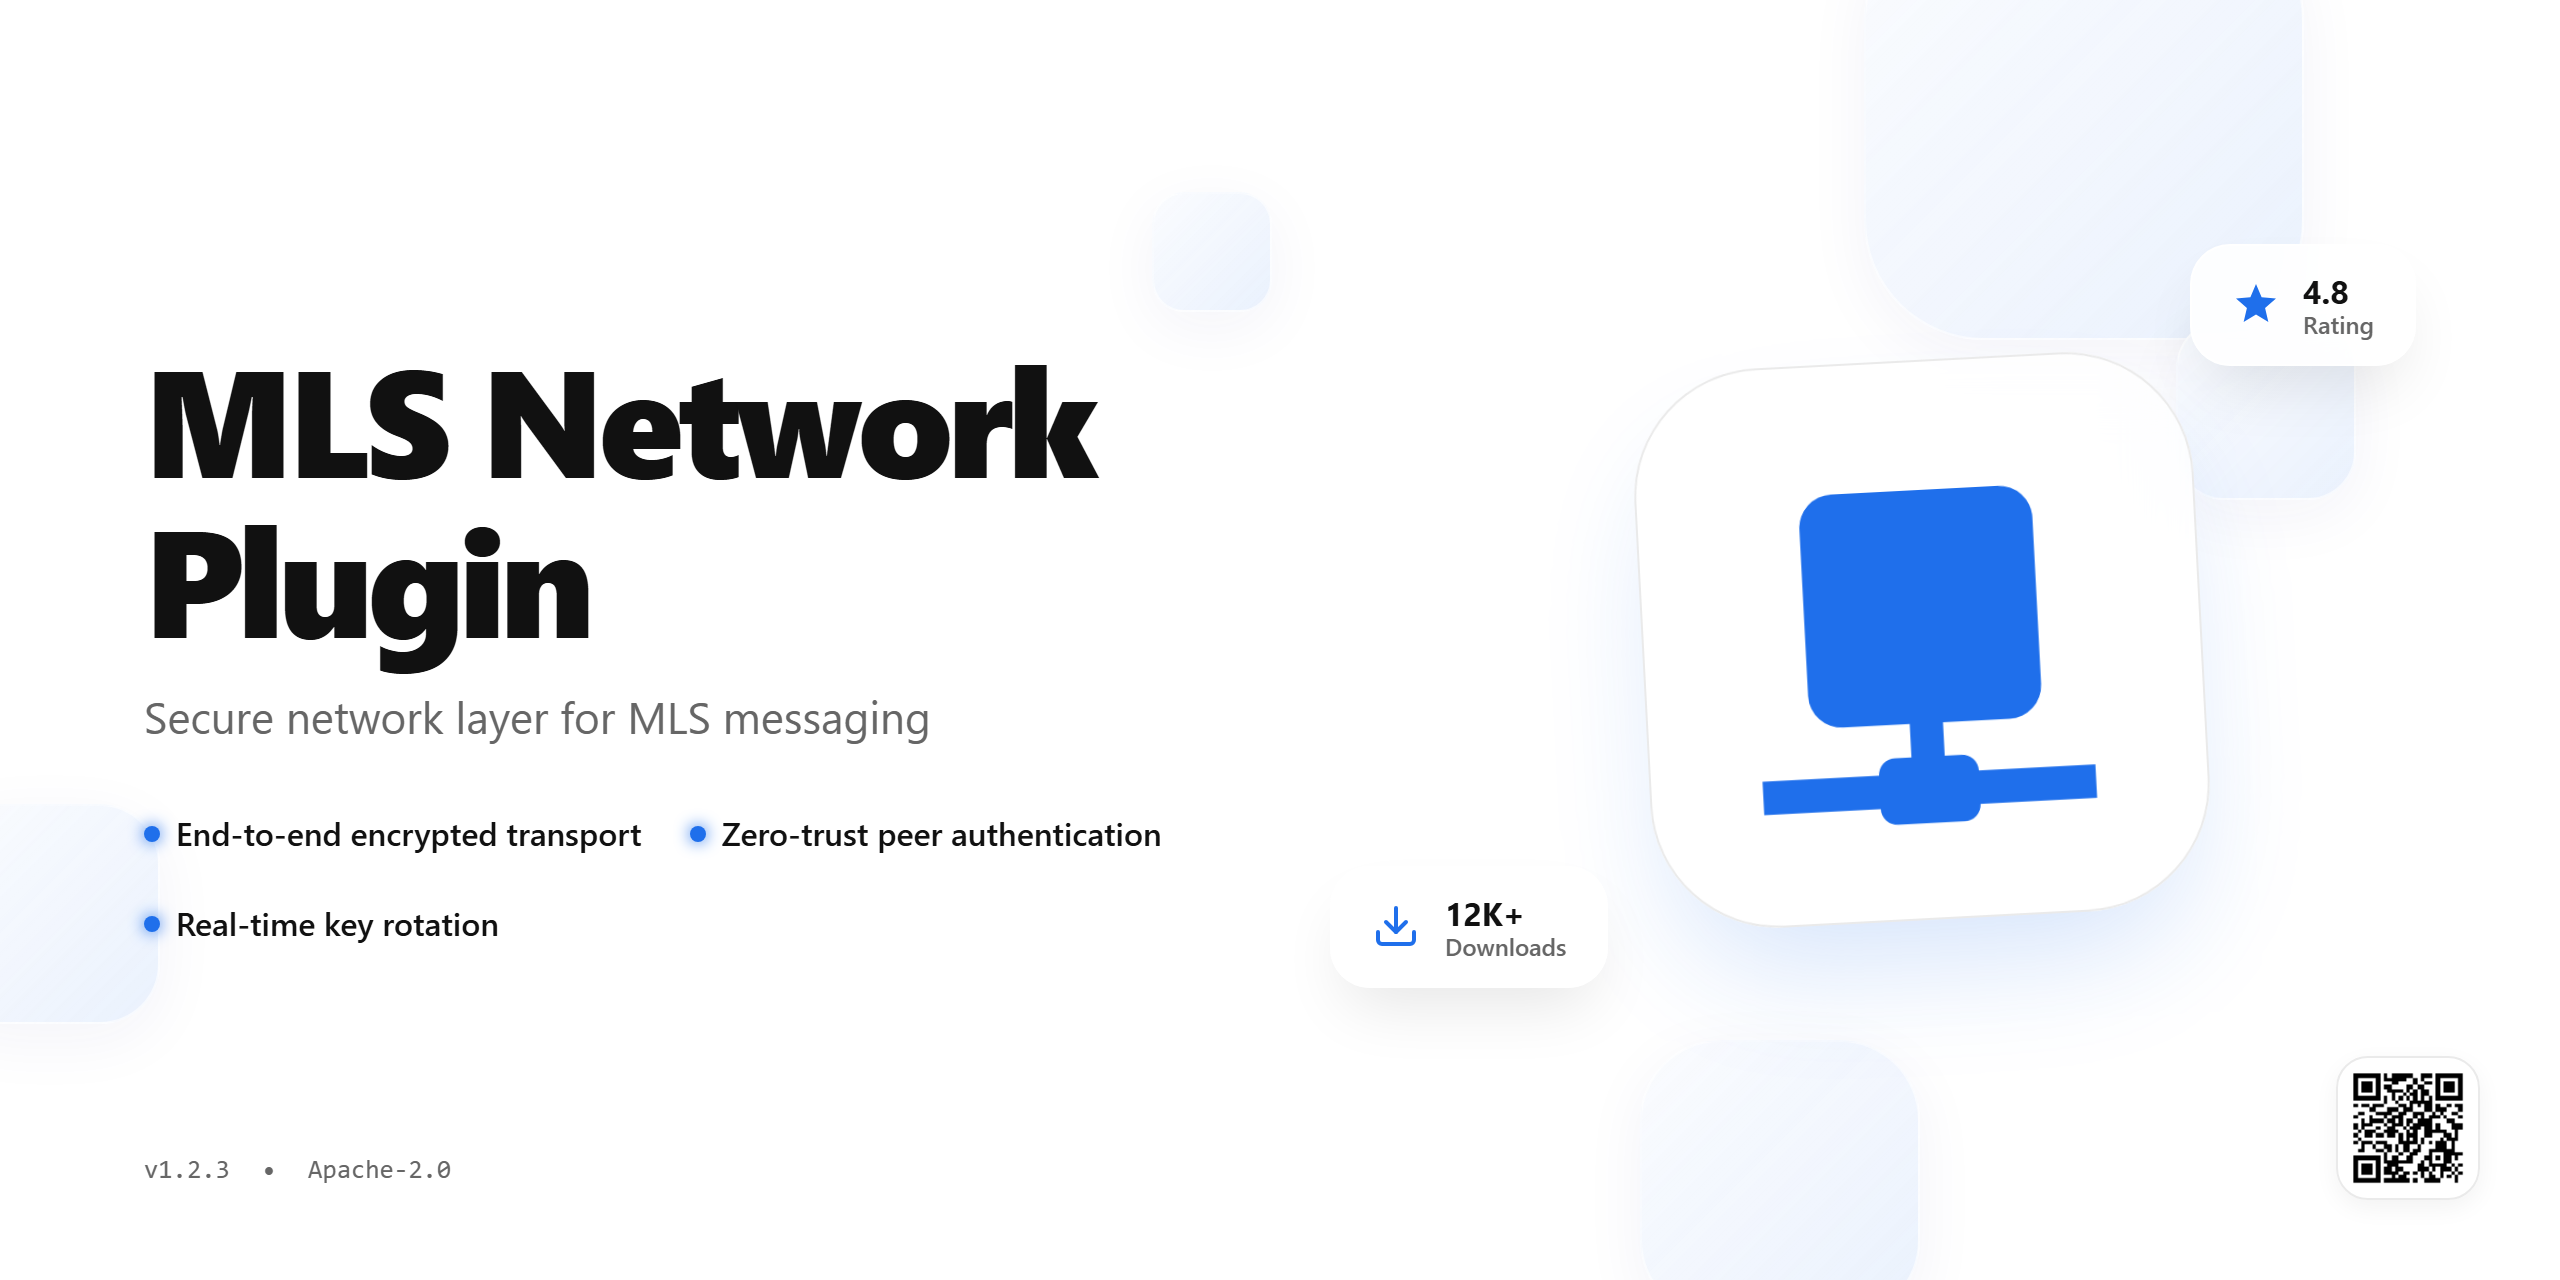 MLS Network
Plugin
Secure network layer for MLS messaging
End-to-end encrypted transport
Zero-trust peer authentication
Real-time key rotation
v1.2.3 • Apache-2.0
4.8
Rating
12K+
Downloads